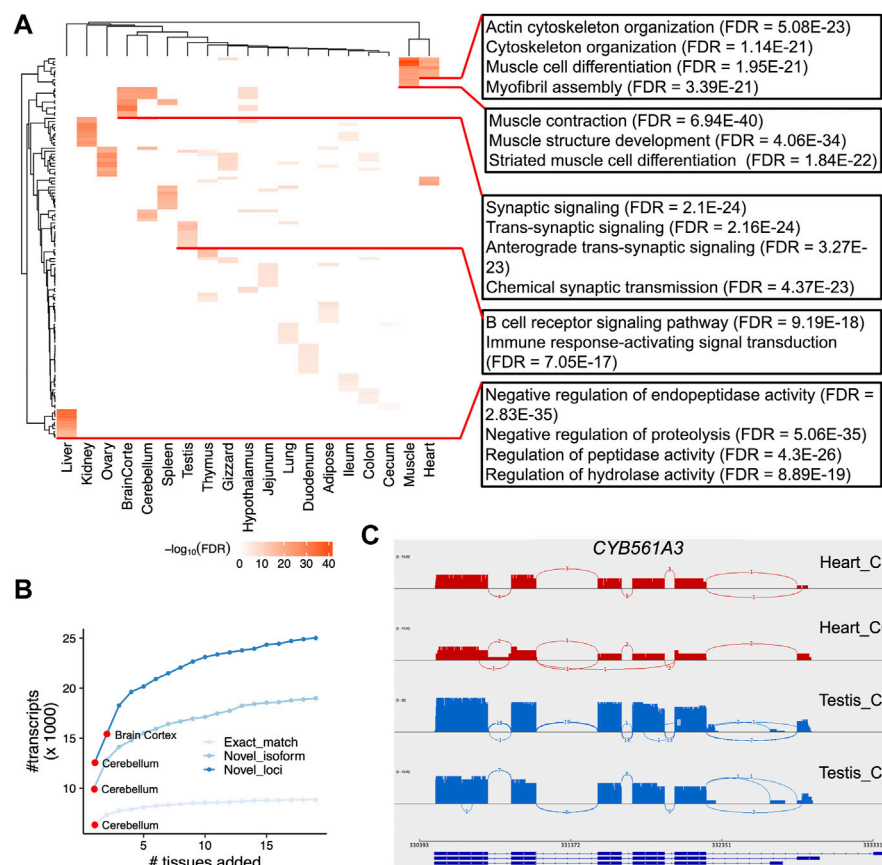 A
Actin cytoskeleton organization (FDR = 5.08E-23)
Cytoskeleton organization (FDR = 1.14E-21)
Muscle cell differentiation (FDR = 1.95E-21)
Myofibril assembly (FDR = 3.39E-21)
Muscle contraction (FDR = 6.94E-40)
Muscle structure development (FDR = 4.06E-34)
Striated muscle cell differentiation (FDR = 1.84E-22)
Synaptic signaling (FDR = 2.1E-24)
Trans-synaptic signaling (FDR = 2.16E-24)
Anterograde trans-synaptic signaling (FDR = 3.27E-
23)
Chemical synaptic transmission (FDR = 4.37E-23)
B cell receptor signaling pathway (FDR = 9.19E-18)
Immune response-activating signal transduction
(FDR = 7.05E-17)
Negative regulation of endopeptidase activity (FDR =
2.83E-35)
Negative regulation of proteolysis (FDR = 5.06E-35)
Regulation of peptidase activity (FDR = 4.3E-26)
Regulation of hydrolase activity (FDR = 8.89E-19)
Liver
Kidney
Ovary
BrainCorte
Cerebellum
Spleen
Testis
Thymus
Gizzard
Hypothalamus
Jejunum
Lung
Duodenum
Adipose
Ileum
Colon
Cecum
Muscle
Heart
−log10(FDR)
0 10 20 30 40
B
#transcripts
(x 1000)
25
20
15
10
Brain Cortex
Cerebellum
Cerebellum
Cerebellum
Exact_match
Novel_isoform
Novel_loci
5 10 15
# tissues added
C
CYB561A3
Heart_C
Heart_C
Testis_C
Testis_C
330393 331372 332351 333331